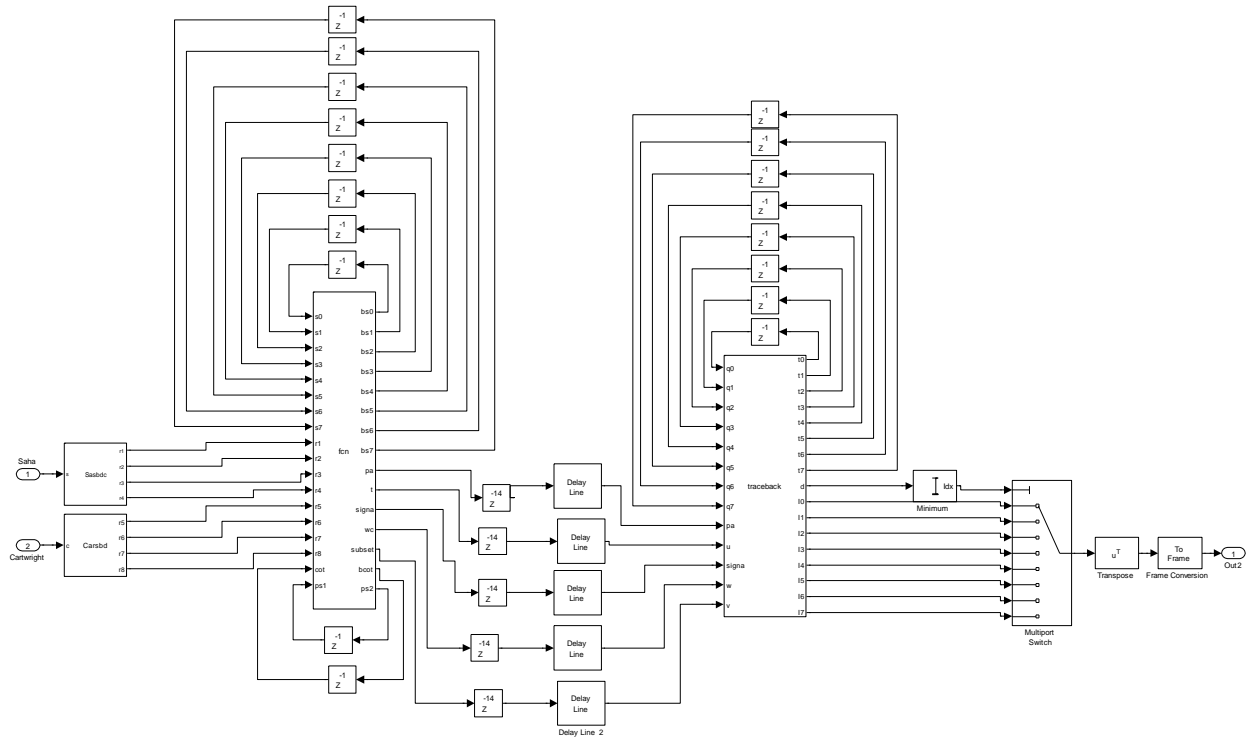 -1
Z
-1
Z
-1
Z
-1
Z
-1
Z
-1
Z
-1
Z
-1
Z
s0
s1
s2
s3
s4
s5
s6
s7
r1
r2
r3
r4
r5
r6
r7
r8
cot
ps1
fcn
bs0
bs1
bs2
bs3
bs4
bs5
bs6
bs7
pa
t
signa
wc
subset
bcot
ps2
Saha
1
s
Sasbdc
r1
r2
r3
r4
2
Cartwright
c
Carsbd
r5
r6
r7
r8
-1
Z
-1
Z
-14
Z
-14
Z
-14
Z
-14
Z
-14
Z
Delay
Line
Delay
Line
Delay
Line
Delay
Line
Delay
Line
Delay Line 2
-1
Z
-1
Z
-1
Z
-1
Z
-1
Z
-1
Z
-1
Z
-1
Z
q0
q1
q2
q3
q4
q5
q6
q7
pa
u
signa
w
v
traceback
t0
t1
t2
t3
t4
t5
t6
t7
d
l0
l1
l2
l3
l4
l5
l6
l7
Idx
Minimum
Multiport
Switch
u^T
Transpose
To
Frame
Frame Conversion
1
Out2